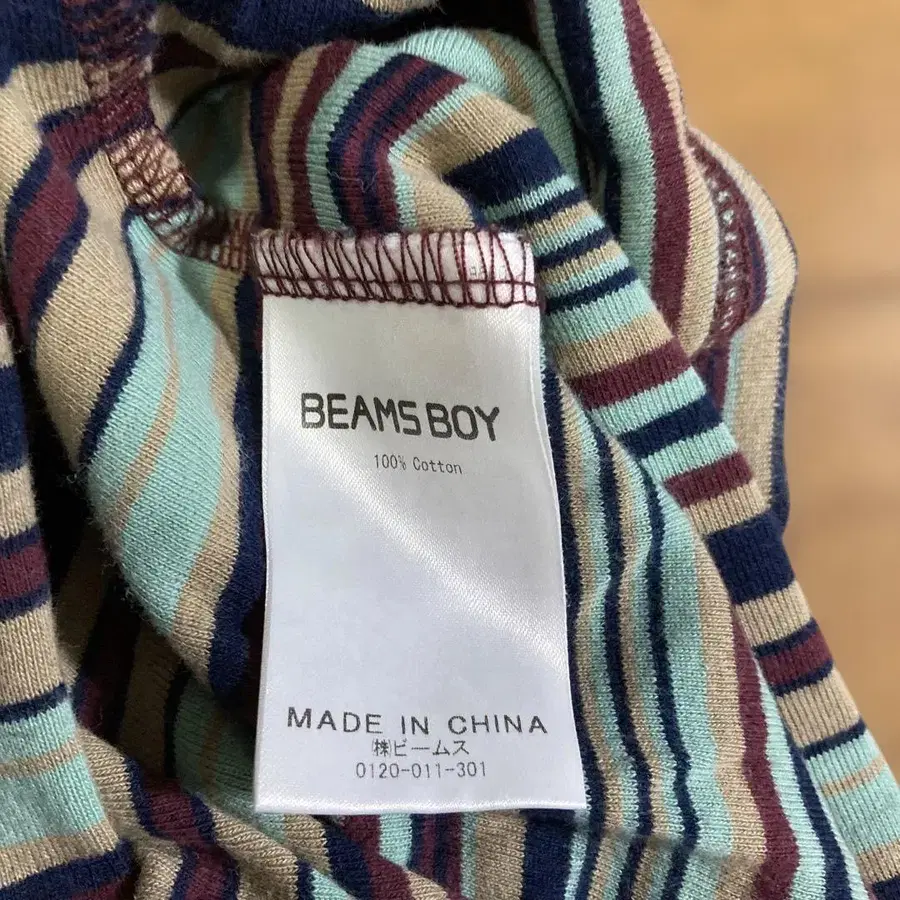 BEAMS BOY
100% Cotton
MADE IN CHINA
㈱ビームス
0120-011-301